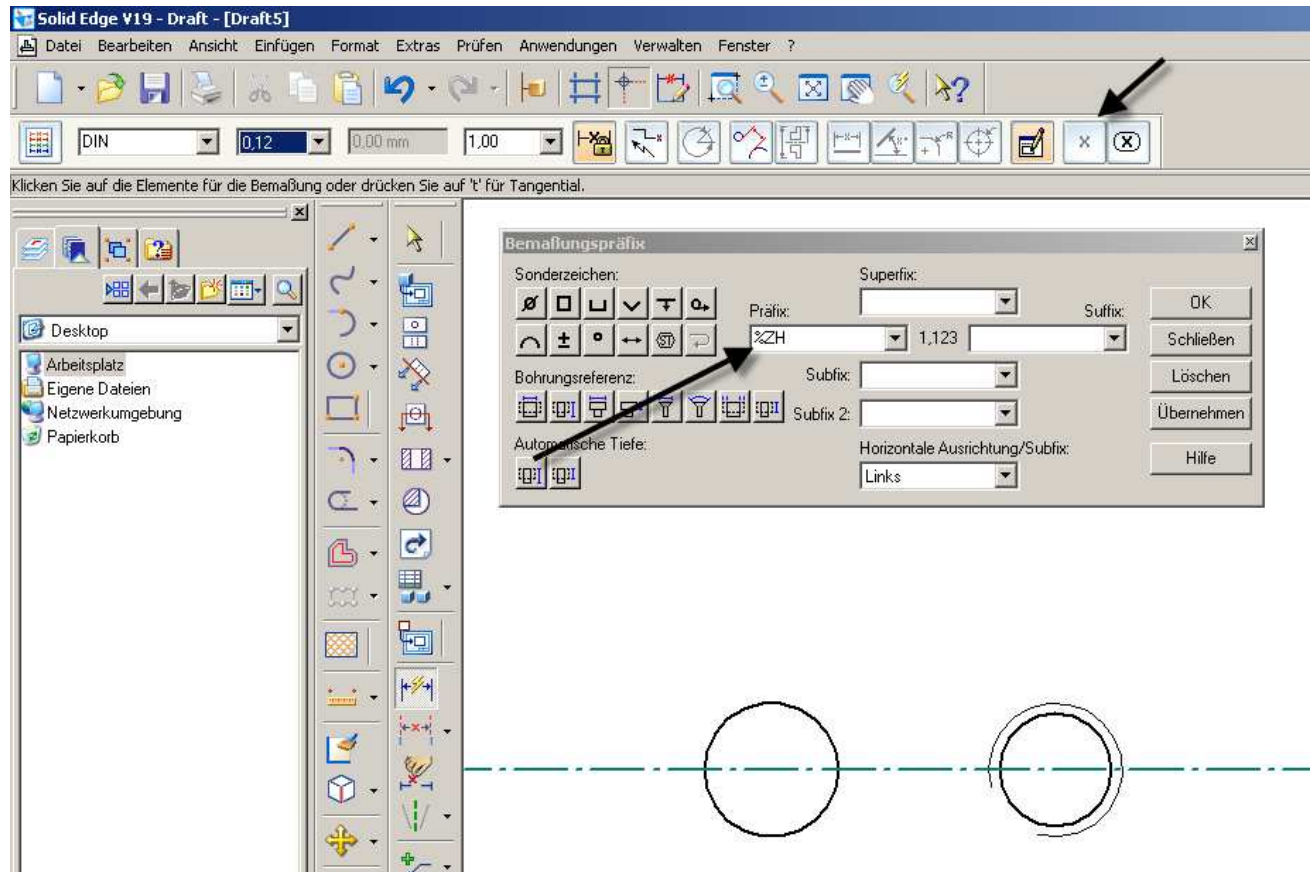 Solid Edge V19 - Draft - [Draft5]
Datei Bearbeiten Ansicht Einfügen Format Extras Prüfen Anwendungen Verwalten Fenster ?
DIN 0,12 0,00 mm 1,00
Klicken Sie auf die Elemente für die Bemaßung oder drücken Sie auf 't' für Tangential.
Desktop
Arbeitsplatz
Eigene Dateien
Netzwerkumgebung
Papierkorb
Bemaßungspräfix
Sonderzeichen:
Superfix:
Präfix:
Suffix:
OK
%ZH
1,123
Schließen
Bohrungsreferenz:
Subfix:
Löschen
Subfix 2:
Übernehmen
Automatische Tiefe:
Horizontale Ausrichtung/Subfix:
Links
Hilfe